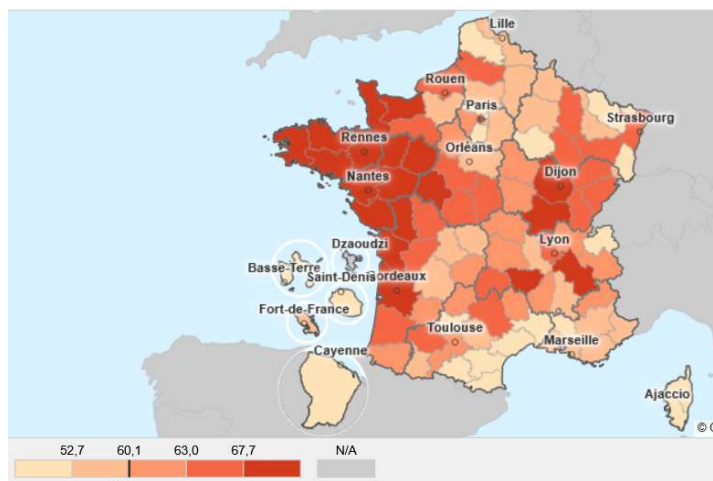 Lille
Rouen
Paris
Strasbourg
Rennes
Orléans
Nantes
Dijon
Dzaoudzi
Lyon
Basse-Terre
Saint-Denis
ordeaux
Fort-de-France
Toulouse
Marseille
Cayenne
Ajaccio
©
52,7 60,1 63,0 67,7 N/A